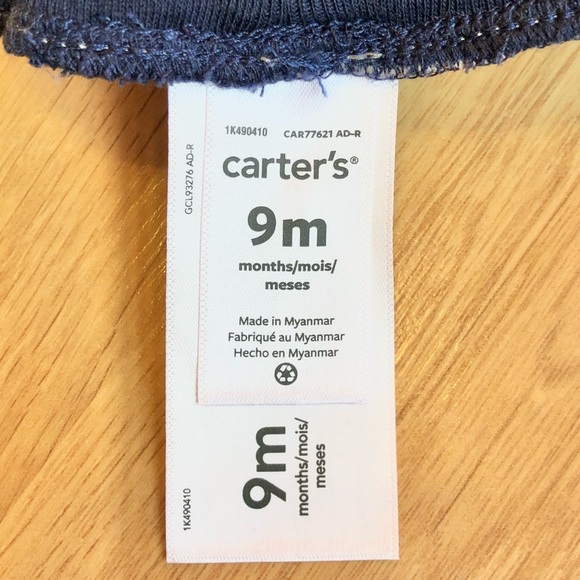 1K490410 CAR77621 AD-R
carter's®
9m
months/mois/
meses
Made in Myanmar
Fabriqué au Myanmar
Hecho en Myanmar
GCL93276 AD-R
9m
months/mois/
meses
1K490410